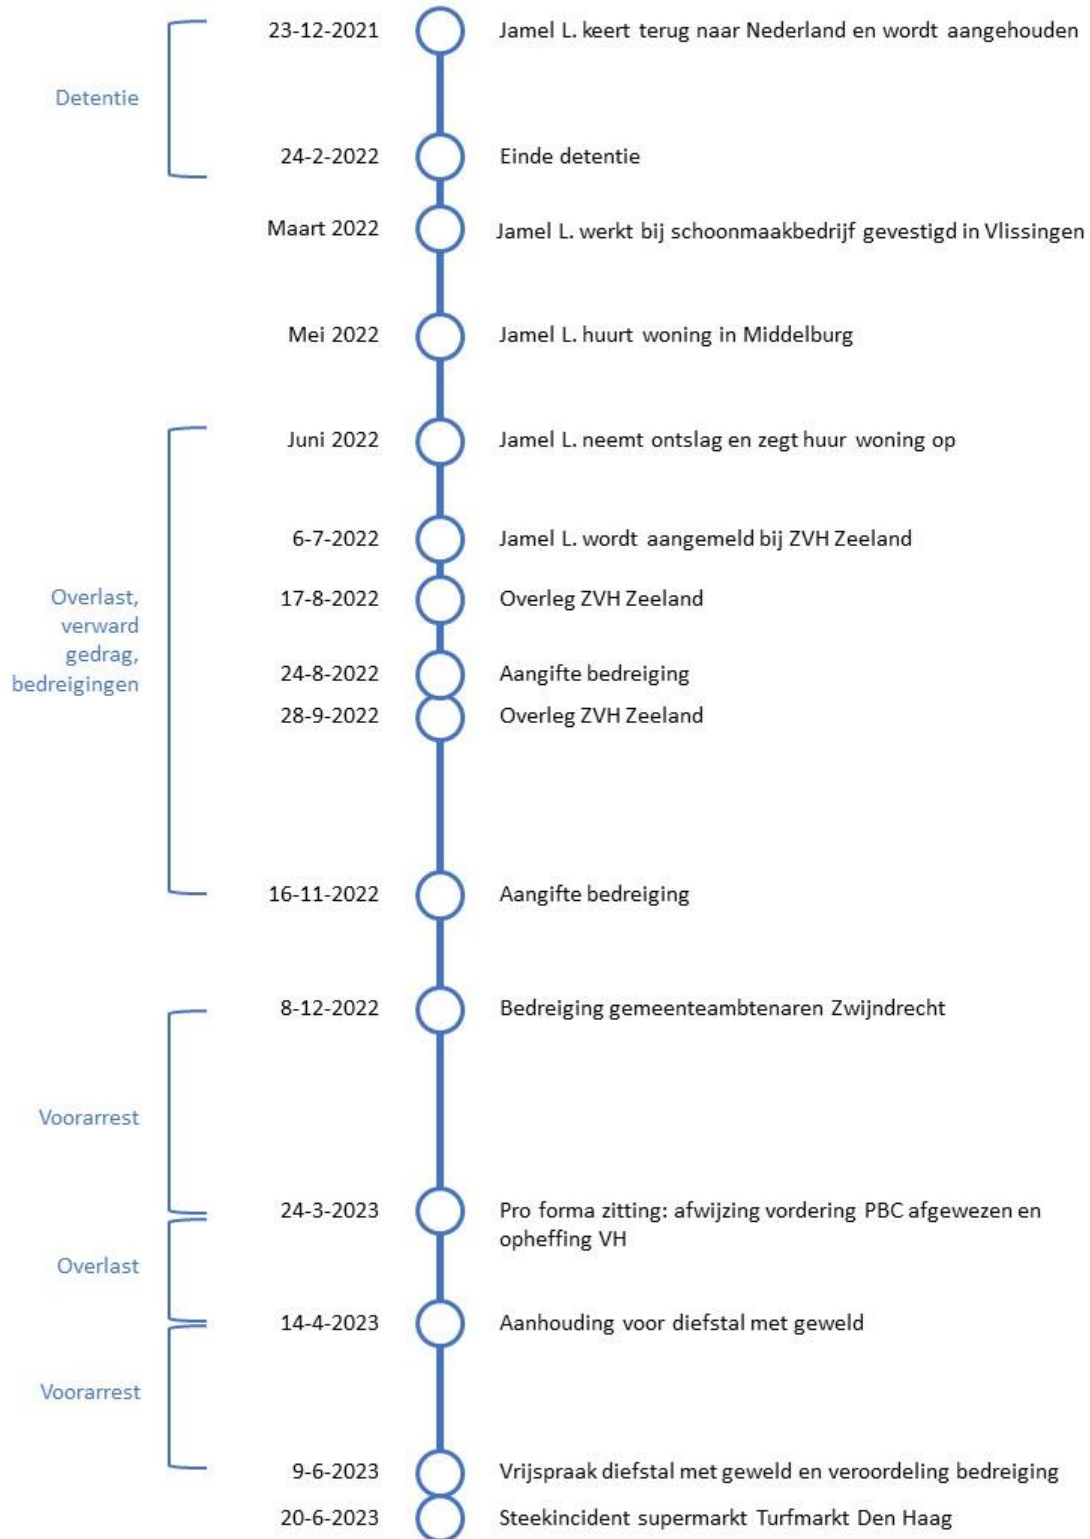 23-12-2021 Jamel L. keert terug naar Nederland en wordt aangehouden
Detentie
24-2-2022 Einde detentie
Maart 2022 Jamel L. werkt bij schoonmaakbedrijf gevestigd in Vlissingen
Mei 2022 Jamel L. huurt woning in Middelburg
Juni 2022 Jamel L. neemt ontslag en zegt huur woning op
6-7-2022 Jamel L. wordt aangemeld bij ZVH Zeeland
Overlast,
verward
gedrag,
bedreigingen
17-8-2022 Overleg ZVH Zeeland
24-8-2022 Aangifte bedreiging
28-9-2022 Overleg ZVH Zeeland
16-11-2022 Aangifte bedreiging
8-12-2022 Bedreiging gemeenteambtenaren Zwijndrecht
Voorarrest
24-3-2023 Pro forma zitting: afwijzing vordering PBC afgewezen en
opheffing VH
Overlast
14-4-2023 Aanhouding voor diefstal met geweld
Voorarrest
9-6-2023 Vrijspraak diefstal met geweld en veroordeling bedreiging
20-6-2023 Steekincident supermarkt Turfmarkt Den Haag